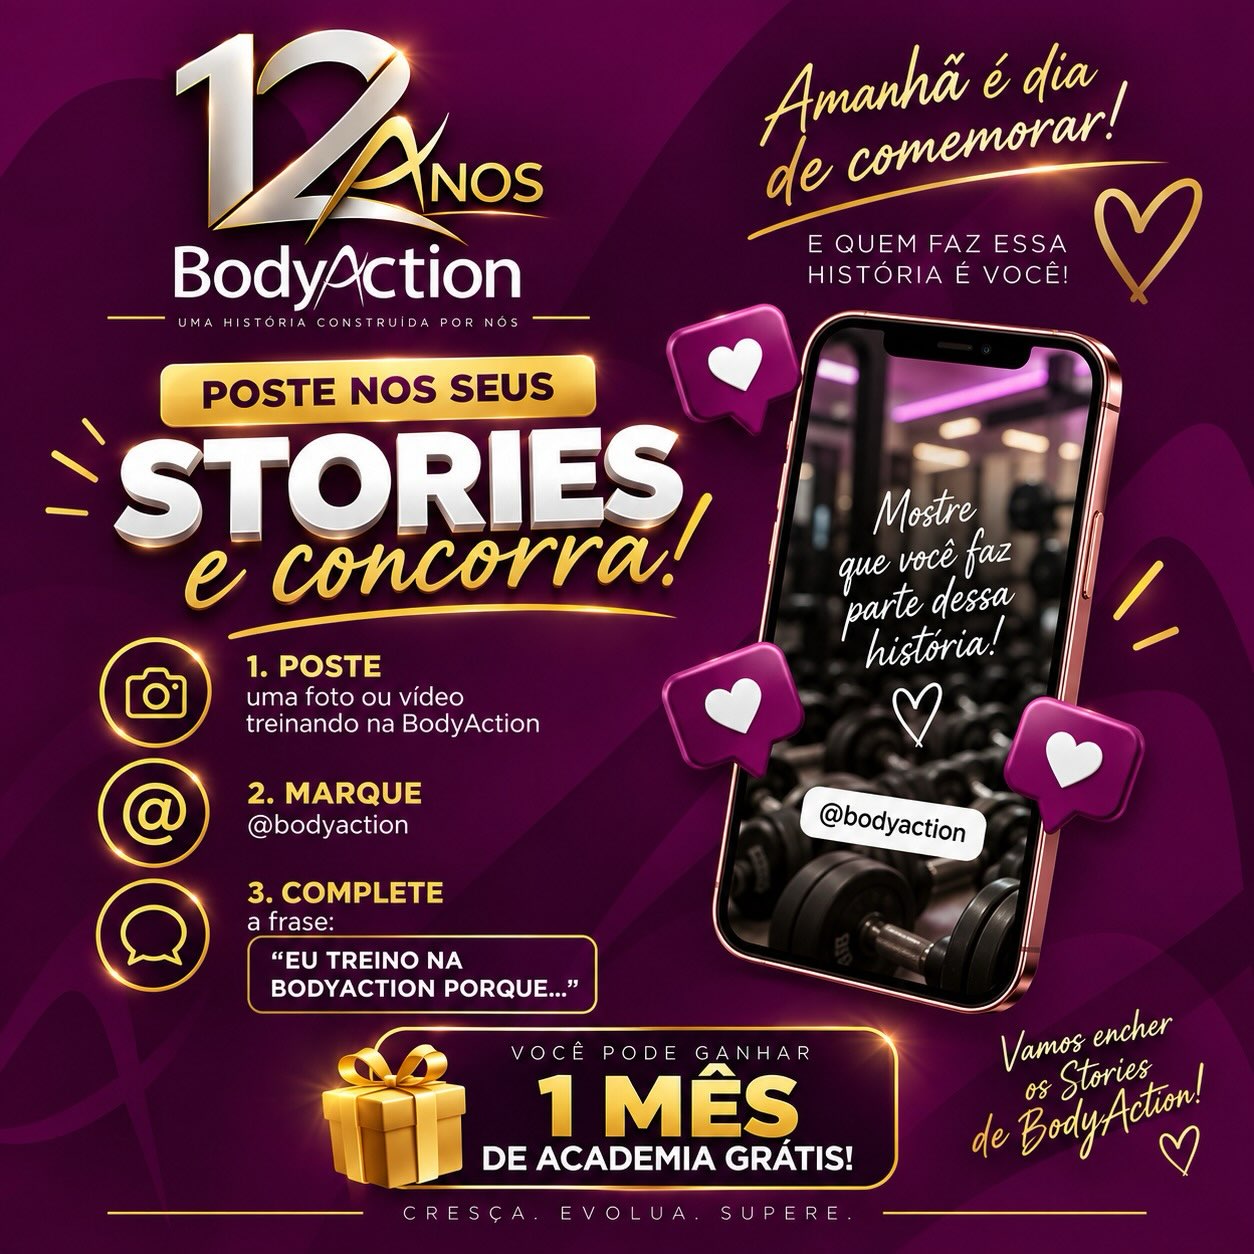 12 ANOS
BodyAction
UMA HISTÓRIA CONSTRUÍDA POR NÓS
Amanhã é dia
de comemorar!
E QUEM FAZ ESSA
HISTÓRIA É VOCÊ!
POSTE NOS SEUS
STORIES
e concorra!
1. POSTE
uma foto ou vídeo
treinando na BodyAction
@
2. MARQUE
@bodyaction
3. COMPLETE
a frase:
“EU TREINO NA
BODYACTION PORQUE...”
Mostre
que você faz
parte dessa
história!
@bodyaction
VOCÊ PODE GANHAR
1 MÊS
DE ACADEMIA GRÁTIS!
Vamos encher
os Stories
de BodyAction!
CRESÇA. EVOLUA. SUPERE.